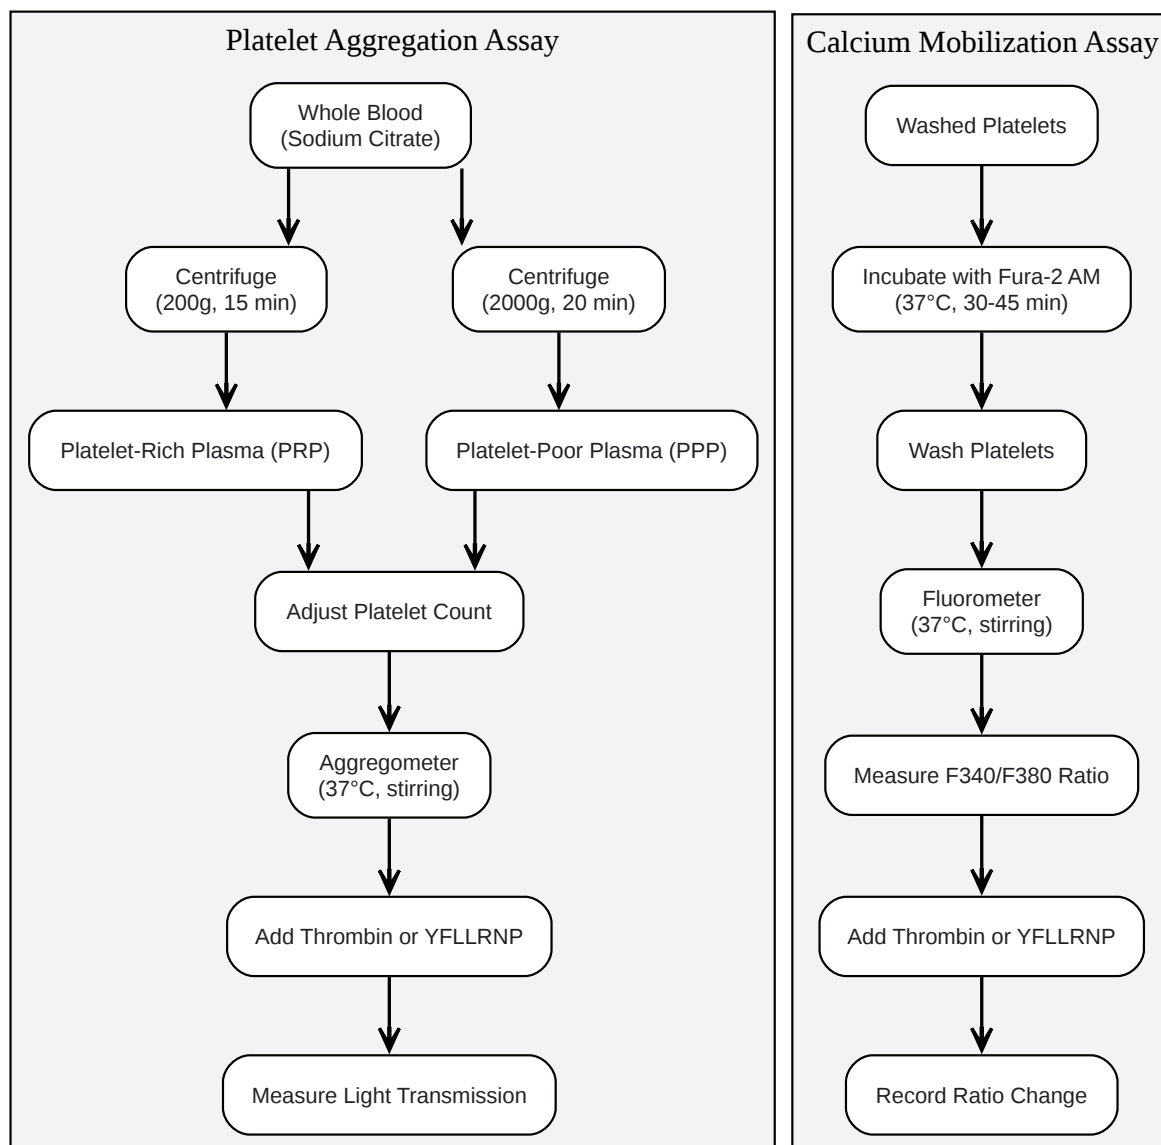 Platelet Aggregation Assay
Whole Blood
(Sodium Citrate)
Centrifuge
(200g, 15 min)
Centrifuge
(2000g, 20 min)
Platelet-Rich Plasma (PRP)
Platelet-Poor Plasma (PPP)
Adjust Platelet Count
Aggregometer
(37°C, stirring)
Add Thrombin or YFLLRNP
Measure Light Transmission
Calcium Mobilization Assay
Washed Platelets
Incubate with Fura-2 AM
(37°C, 30-45 min)
Wash Platelets
Fluorometer
(37°C, stirring)
Measure F340/F380 Ratio
Add Thrombin or YFLLRNP
Record Ratio Change